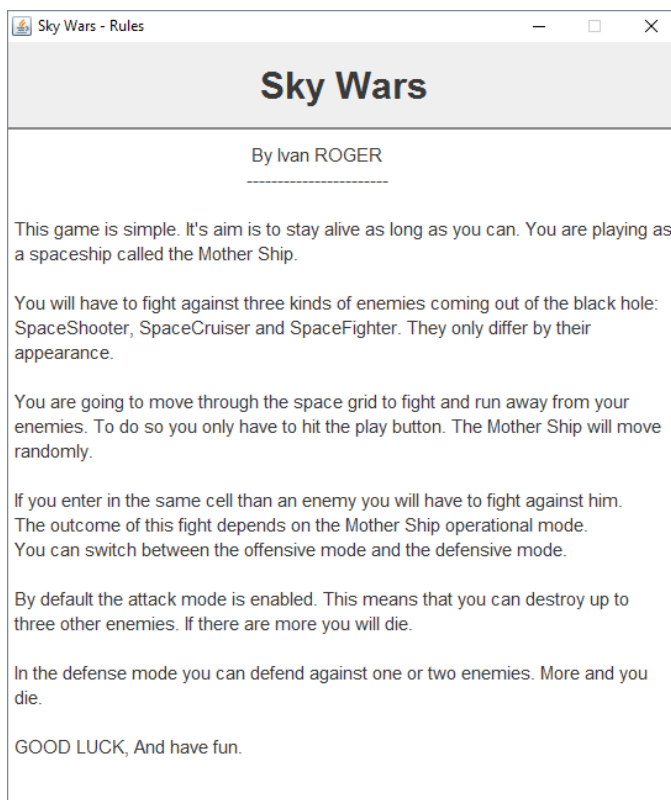 Sky Wars - Rules
Sky Wars
By Ivan ROGER
-----------------------
This game is simple. It's aim is to stay alive as long as you can. You are playing as
a spaceship called the Mother Ship.
You will have to fight against three kinds of enemies coming out of the black hole:
SpaceShooter, SpaceCruiser and SpaceFighter. They only differ by their
appearance.
You are going to move through the space grid to fight and run away from your
enemies. To do so you only have to hit the play button. The Mother Ship will move
randomly.
If you enter in the same cell than an enemy you will have to fight against him.
The outcome of this fight depends on the Mother Ship operational mode.
You can switch between the offensive mode and the defensive mode.
By default the attack mode is enabled. This means that you can destroy up to
three other enemies. If there are more you will die.
In the defense mode you can defend against one or two enemies. More and you
die.
GOOD LUCK, And have fun.